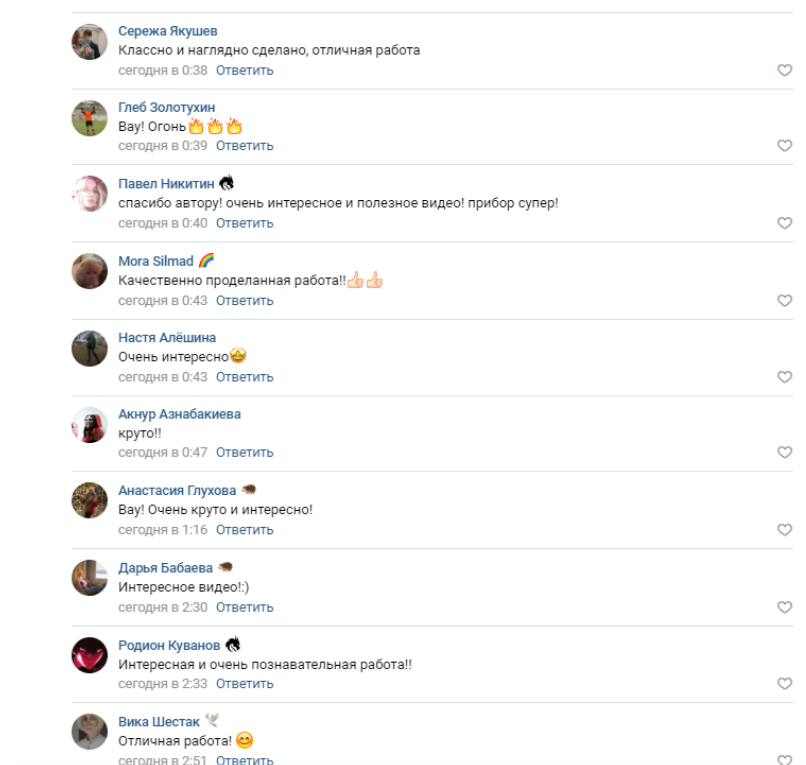 Сережа Якушев
Классно и наглядно сделано, отличная работа
сегодня в 0:38 Ответить
Глеб Золотухин
Вау! Огонь🔥🔥🔥
сегодня в 0:39 Ответить
Павел Никитин
спасибо автору! очень интересное и полезное видео! прибор супер!
сегодня в 0:40 Ответить
Mora Silmad 🌈
Качественно проделанная работа!!👍🏻👍🏻
сегодня в 0:43 Ответить
Настя Алёшина
Очень интересно🤩
сегодня в 0:43 Ответить
Акнур Азнабакиева
круто!!
сегодня в 0:47 Ответить
Анастасия Глухова 🦔
Вау! Очень круто и интересно!
сегодня в 1:16 Ответить
Дарья Бабаева 🦔
Интересное видео!:)
сегодня в 2:30 Ответить
Родион Куванов
Интересная и очень познавательная работа!!
сегодня в 2:33 Ответить
Вика Шестак 🕊
Отличная работа! 😊
сегодня в 2:51 Ответить